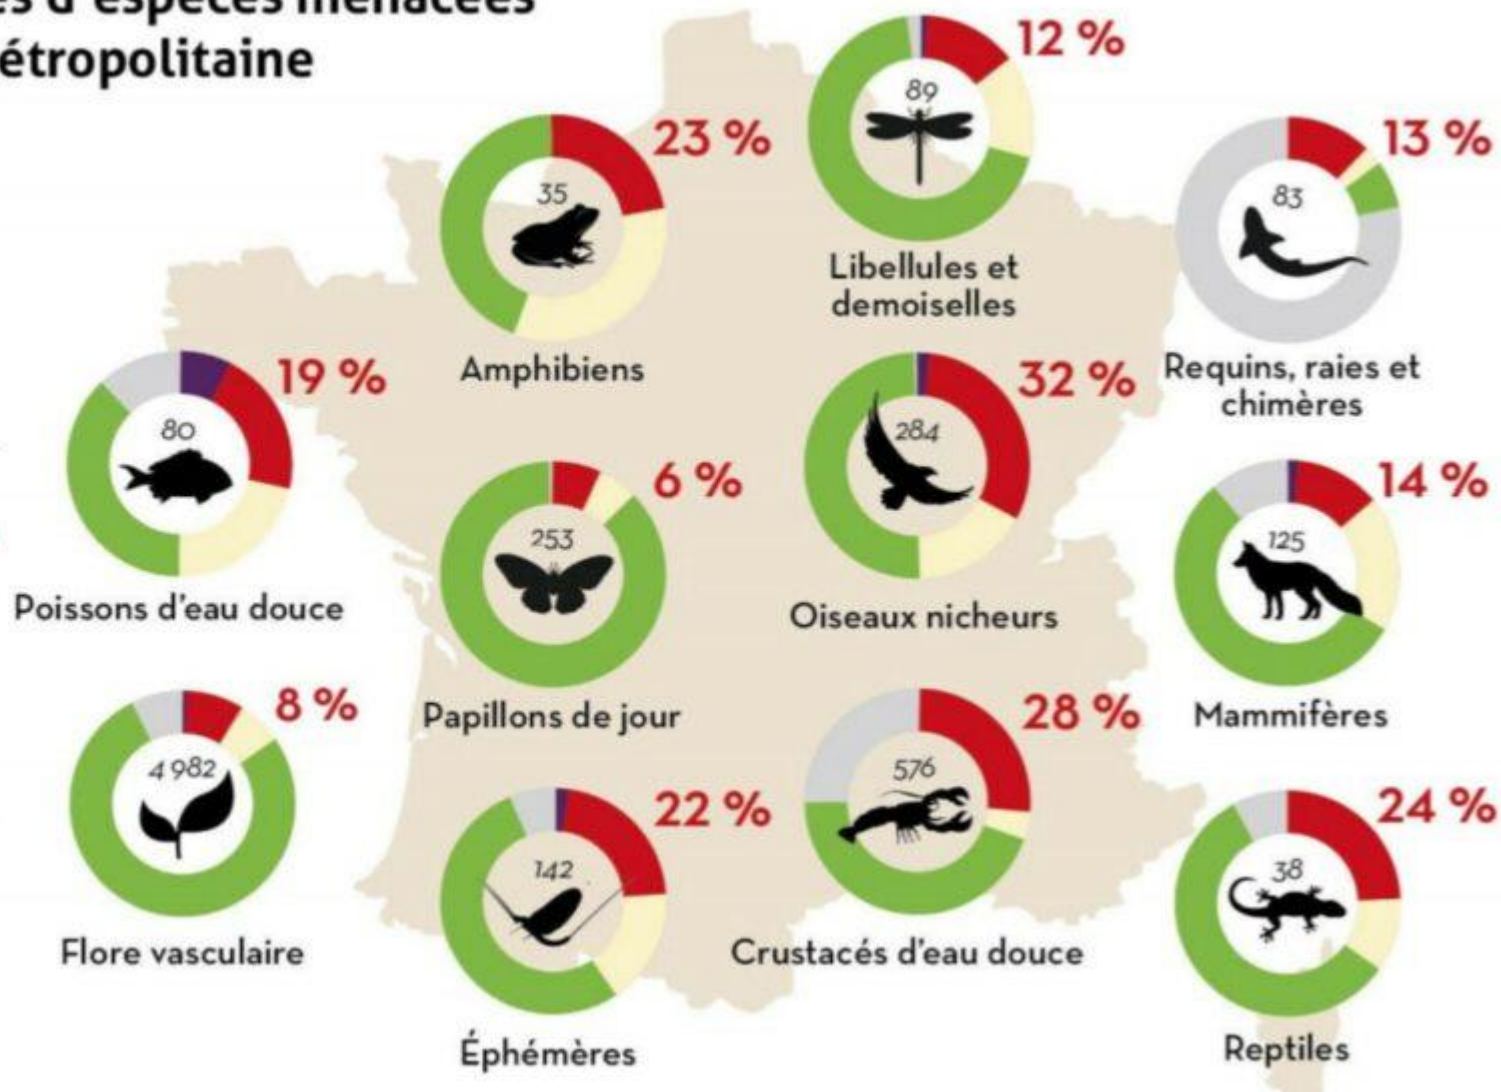 d'espèces menacées
étropolitaine
12 %
89
Libellules et
demoiselles
23 %
35
Amphibiens
13 %
83
Requins, raies et
chimères
19 %
80
Poissons d'eau douce
6 %
253
Papillons de jour
32 %
284
Oiseaux nicheurs
14 %
125
Mammifères
8 %
4 982
Flore vasculaire
22 %
142
Éphémères
28 %
576
Crustacés d'eau douce
24 %
38
Reptiles